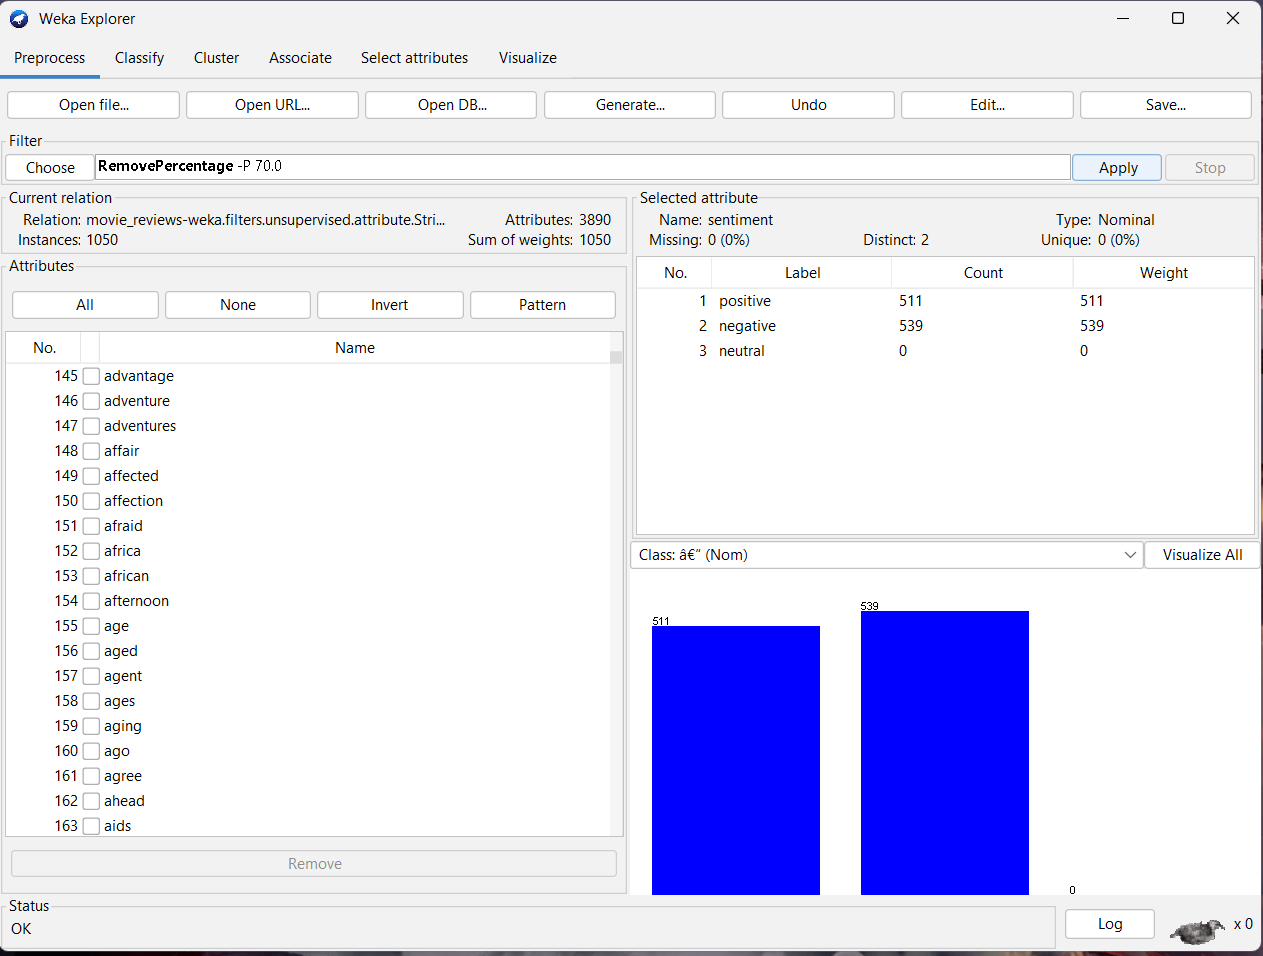 Weka Explorer
Preprocess Classify Cluster Associate Select attributes Visualize
Open file... Open URL... Open DB... Generate... Undo Edit... Save...
Filter
Choose RemovePercentage -P 70.0 Apply Stop
Current relation
Relation: movie_reviews-weka.filters.unsupervised.attribute.Stri... Attributes: 3890
Instances: 1050 Sum of weights: 1050
Attributes
All None Invert Pattern
No. Name
145 advantage
146 adventure
147 adventures
148 affair
149 affected
150 affection
151 afraid
152 africa
153 african
154 afternoon
155 age
156 aged
157 agent
158 ages
159 aging
160 ago
161 agree
162 ahead
163 aids
Remove
Selected attribute
Name: sentiment Type: Nominal
Missing: 0 (0%) Distinct: 2 Unique: 0 (0%)
No. Label Count Weight
1 positive 511 511
2 negative 539 539
3 neutral 0 0
Class: â€“ (Nom) Visualize All
511
539
0
Status
OK
Log x 0